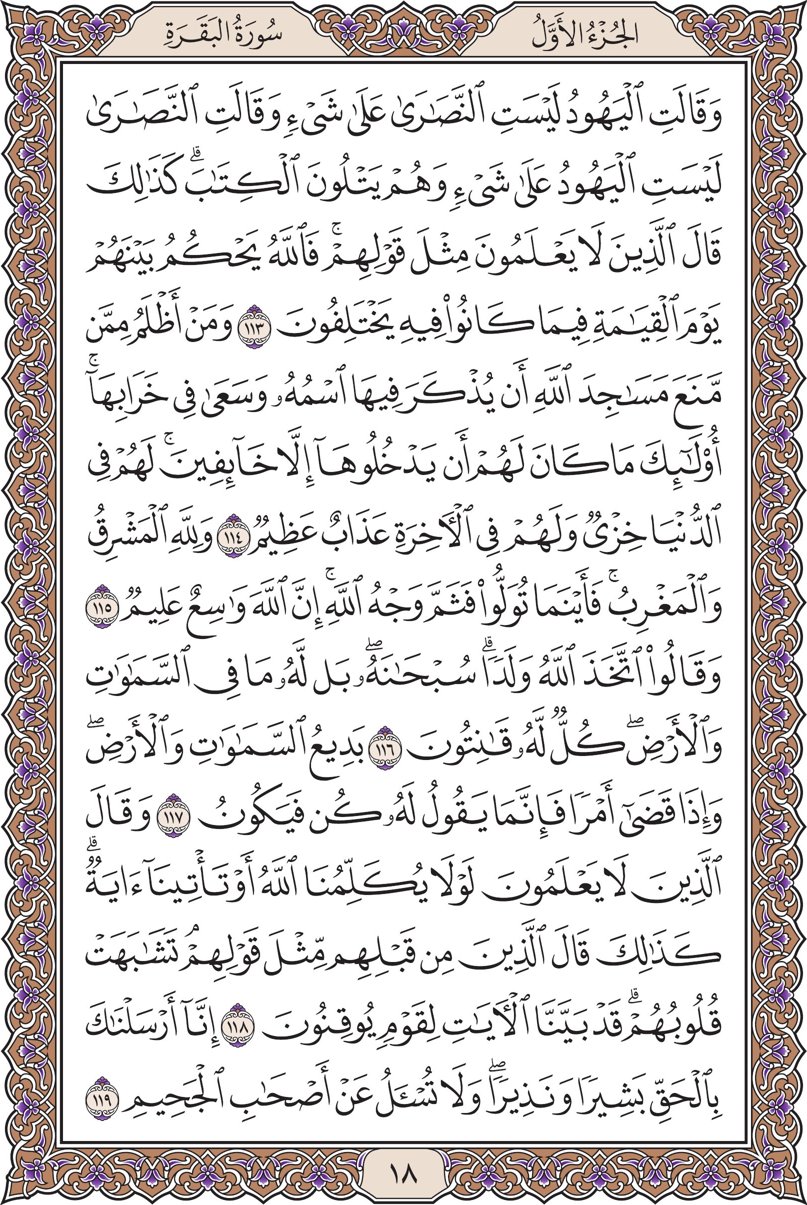 الجُزْءُ الأَوَّلُ
سُورَةُ البَقَرَةِ
وَقَالَتِ ٱلْيَهُودُ لَيْسَتِ ٱلنَّصَٰرَىٰ عَلَىٰ شَىْءٍ وَقَالَتِ ٱلنَّصَٰرَىٰ
لَيْسَتِ ٱلْيَهُودُ عَلَىٰ شَىْءٍ وَهُمْ يَتْلُونَ ٱلْكِتَٰبَۗ كَذَٰلِكَ
قَالَ ٱلَّذِينَ لَا يَعْلَمُونَ مِثْلَ قَوْلِهِمْۚ فَٱللَّهُ يَحْكُمُ بَيْنَهُمْ
يَوْمَ ٱلْقِيَٰمَةِ فِيمَا كَانُوا۟ فِيهِ يَخْتَلِفُونَ ١١٣ وَمَنْ أَظْلَمُ مِمَّن
مَّنَعَ مَسَٰجِدَ ٱللَّهِ أَن يُذْكَرَ فِيهَا ٱسْمُهُۥ وَسَعَىٰ فِى خَرَابِهَآۚ
أُو۟لَٰٓئِكَ مَا كَانَ لَهُمْ أَن يَدْخُلُوهَآ إِلَّا خَآئِفِينَۚ لَهُمْ فِى
ٱلدُّنْيَا خِزْىٌ وَلَهُمْ فِى ٱلْأٓخِرَةِ عَذَابٌ عَظِيمٌ ١١٤ وَلِلَّهِ ٱلْمَشْرِقُ
وَٱلْمَغْرِبُۚ فَأَيْنَمَا تُوَلُّوا۟ فَثَمَّ وَجْهُ ٱللَّهِۚ إِنَّ ٱللَّهَ وَٰسِعٌ عَلِيمٌ ١١٥
وَقَالُوا۟ ٱتَّخَذَ ٱللَّهُ وَلَدًاۗ سُبْحَٰنَهُۥۖ بَل لَّهُۥ مَا فِى ٱلسَّمَٰوَٰتِ
وَٱلْأَرْضِۖ كُلٌّ لَّهُۥ قَٰنِتُونَ ١١٦ بَدِيعُ ٱلسَّمَٰوَٰتِ وَٱلْأَرْضِۖ
وَإِذَا قَضَىٰٓ أَمْرًا فَإِنَّمَا يَقُولُ لَهُۥ كُن فَيَكُونُ ١١٧ وَقَالَ
ٱلَّذِينَ لَا يَعْلَمُونَ لَوْلَا يُكَلِّمُنَا ٱللَّهُ أَوْ تَأْتِينَآ ءَايَةٌۗ
كَذَٰلِكَ قَالَ ٱلَّذِينَ مِن قَبْلِهِم مِّثْلَ قَوْلِهِمْۘ تَشَٰبَهَتْ
قُلُوبُهُمْۗ قَدْ بَيَّنَّا ٱلْأٓيَٰتِ لِقَوْمٍ يُوقِنُونَ ١١٨ إِنَّآ أَرْسَلْنَٰكَ
بِٱلْحَقِّ بَشِيرًا وَنَذِيرًاۖ وَلَا تُسْـَٔلُ عَنْ أَصْحَٰبِ ٱلْجَحِيمِ ١١٩
١٨